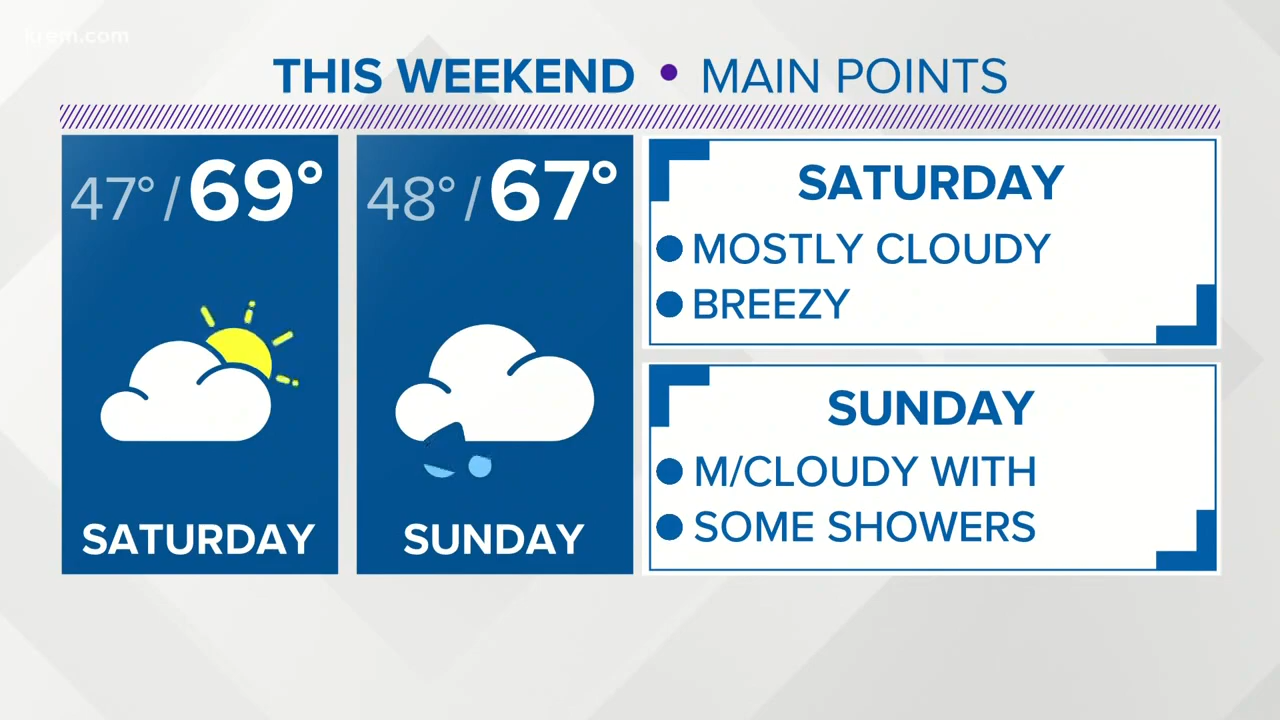 krem.com
THIS WEEKEND • MAIN POINTS
47°/69°
SATURDAY
48°/67°
SUNDAY
SATURDAY
● MOSTLY CLOUDY
● BREEZY
SUNDAY
● M/CLOUDY WITH
● SOME SHOWERS